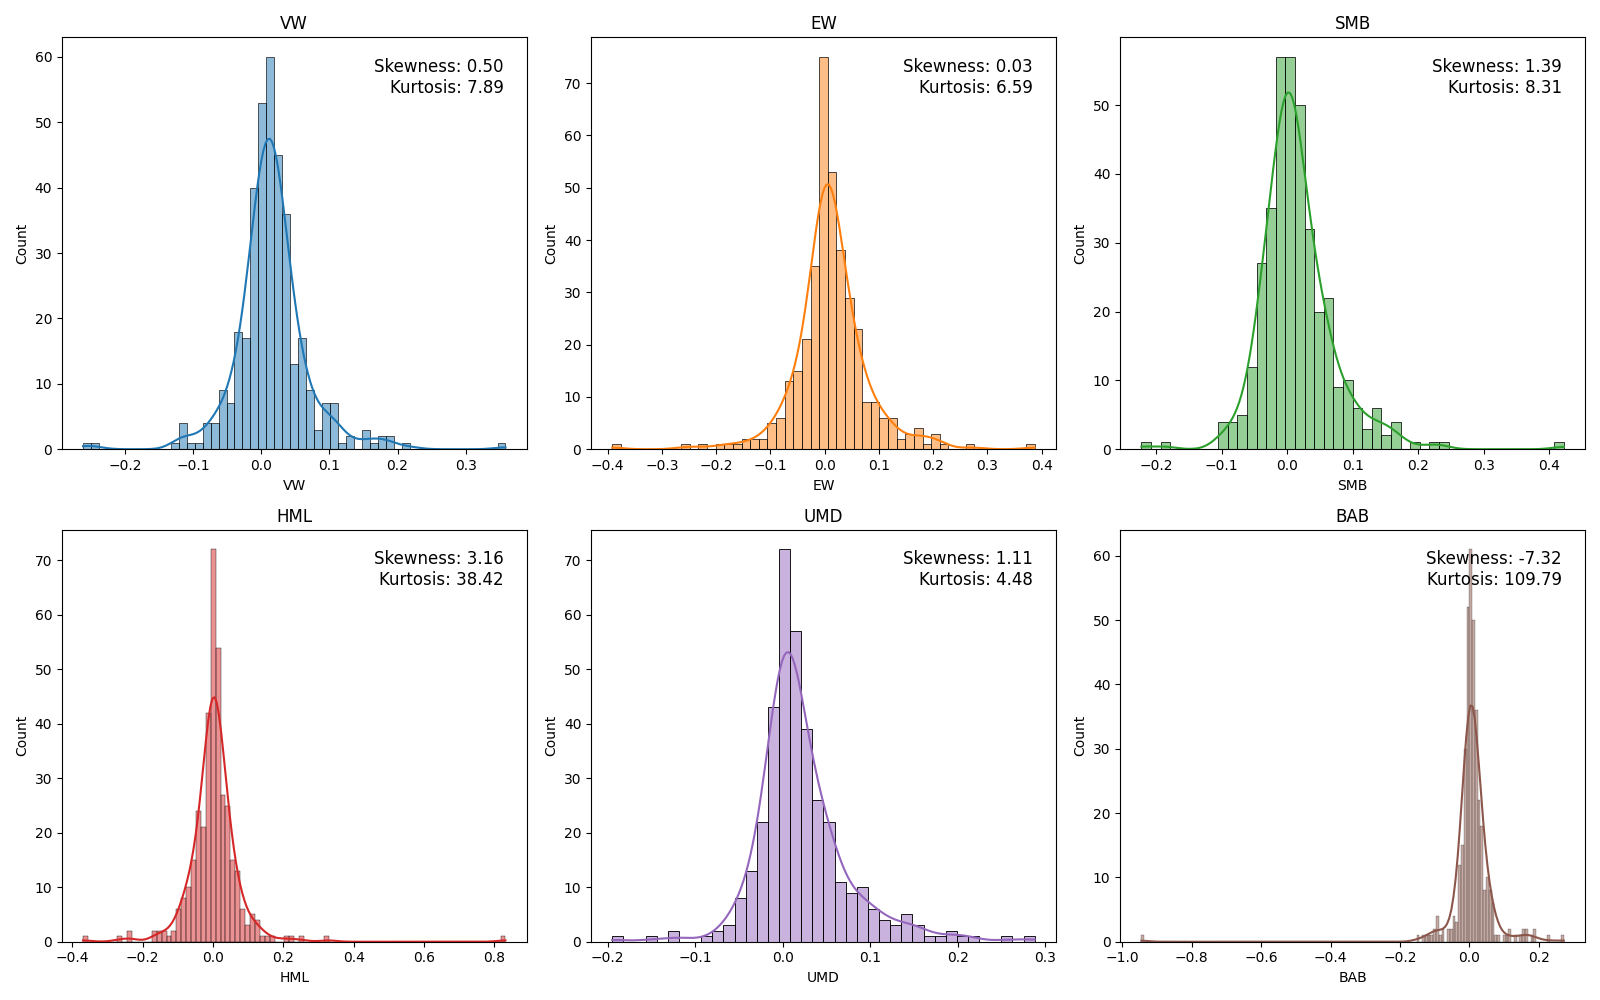 VW
Skewness: 0.50
Kurtosis: 7.89
Count
60
50
40
30
20
10
0
−0.2 −0.1 0.0 0.1 0.2 0.3
VW
EW
Skewness: 0.03
Kurtosis: 6.59
Count
70
60
50
40
30
20
10
0
−0.4 −0.3 −0.2 −0.1 0.0 0.1 0.2 0.3 0.4
EW
SMB
Skewness: 1.39
Kurtosis: 8.31
Count
50
40
30
20
10
0
−0.2 −0.1 0.0 0.1 0.2 0.3 0.4
SMB
HML
Skewness: 3.16
Kurtosis: 38.42
Count
70
60
50
40
30
20
10
0
−0.4 −0.2 0.0 0.2 0.4 0.6 0.8
HML
UMD
Skewness: 1.11
Kurtosis: 4.48
Count
70
60
50
40
30
20
10
0
−0.2 −0.1 0.0 0.1 0.2 0.3
UMD
BAB
Skewness: -7.32
Kurtosis: 109.79
Count
60
50
40
30
20
10
0
−1.0 −0.8 −0.6 −0.4 −0.2 0.0 0.2
BAB